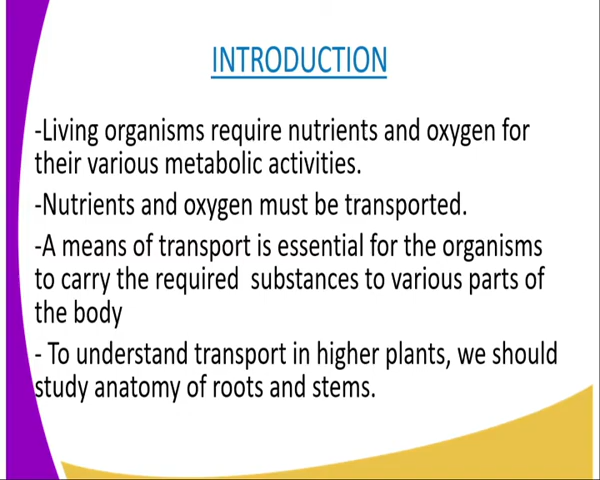 INTRODUCTION
-Living organisms require nutrients and oxygen for
their various metabolic activities.
-Nutrients and oxygen must be transported.
-A means of transport is essential for the organisms
to carry the required  substances to various parts of
the body
- To understand transport in higher plants, we should
study anatomy of roots and stems.